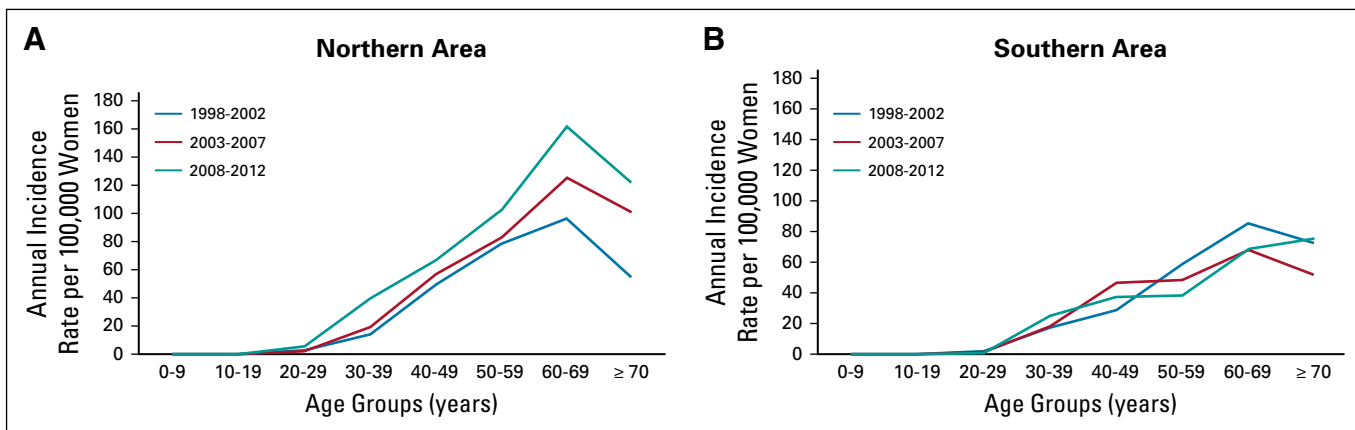 A
Northern Area
Annual Incidence
Rate per 100,000 Women
180
160
140
120
100
80
60
40
20
0
1998-2002
2003-2007
2008-2012
0-9 10-19 20-29 30-39 40-49 50-59 60-69 ≥ 70
Age Groups (years)
B
Southern Area
Annual Incidence
Rate per 100,000 Women
180
160
140
120
100
80
60
40
20
0
1998-2002
2003-2007
2008-2012
0-9 10-19 20-29 30-39 40-49 50-59 60-69 ≥ 70
Age Groups (years)